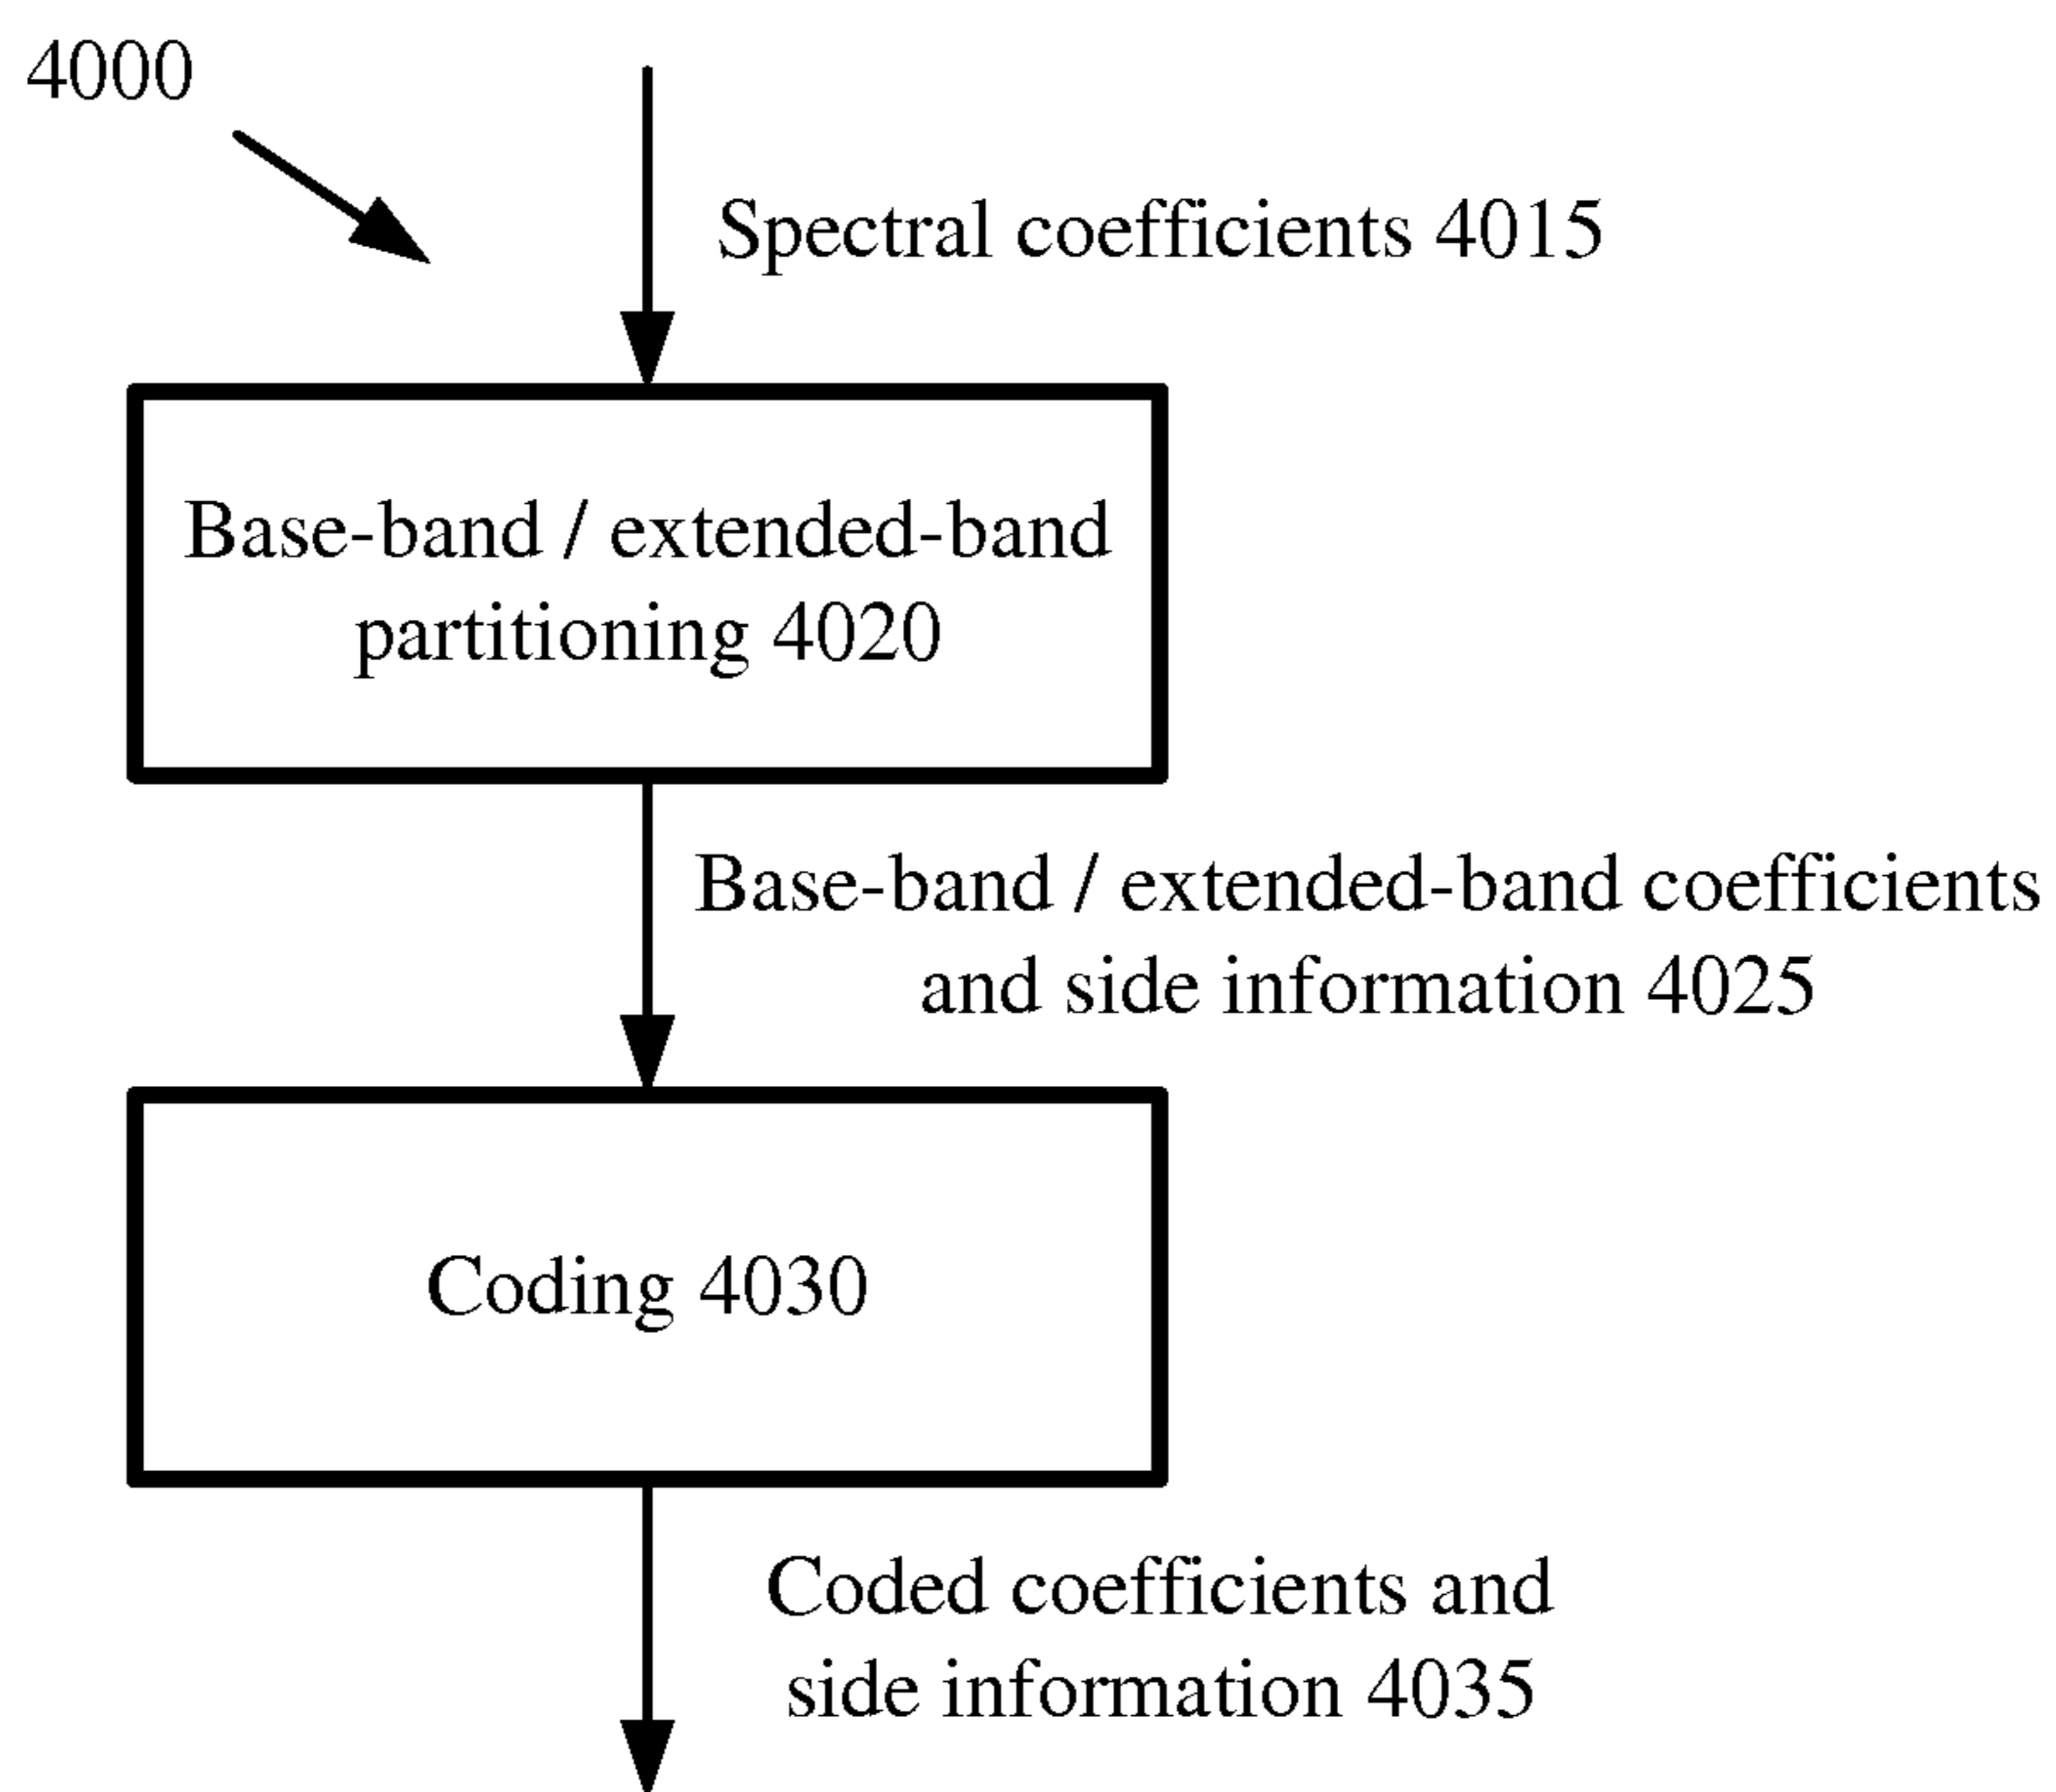 4000
Spectral coefficients 4015
Base-band / extended-band
partitioning 4020
Base-band / extended-band coefficients
and side information 4025
Coding 4030
Coded coefficients and
side information 4035